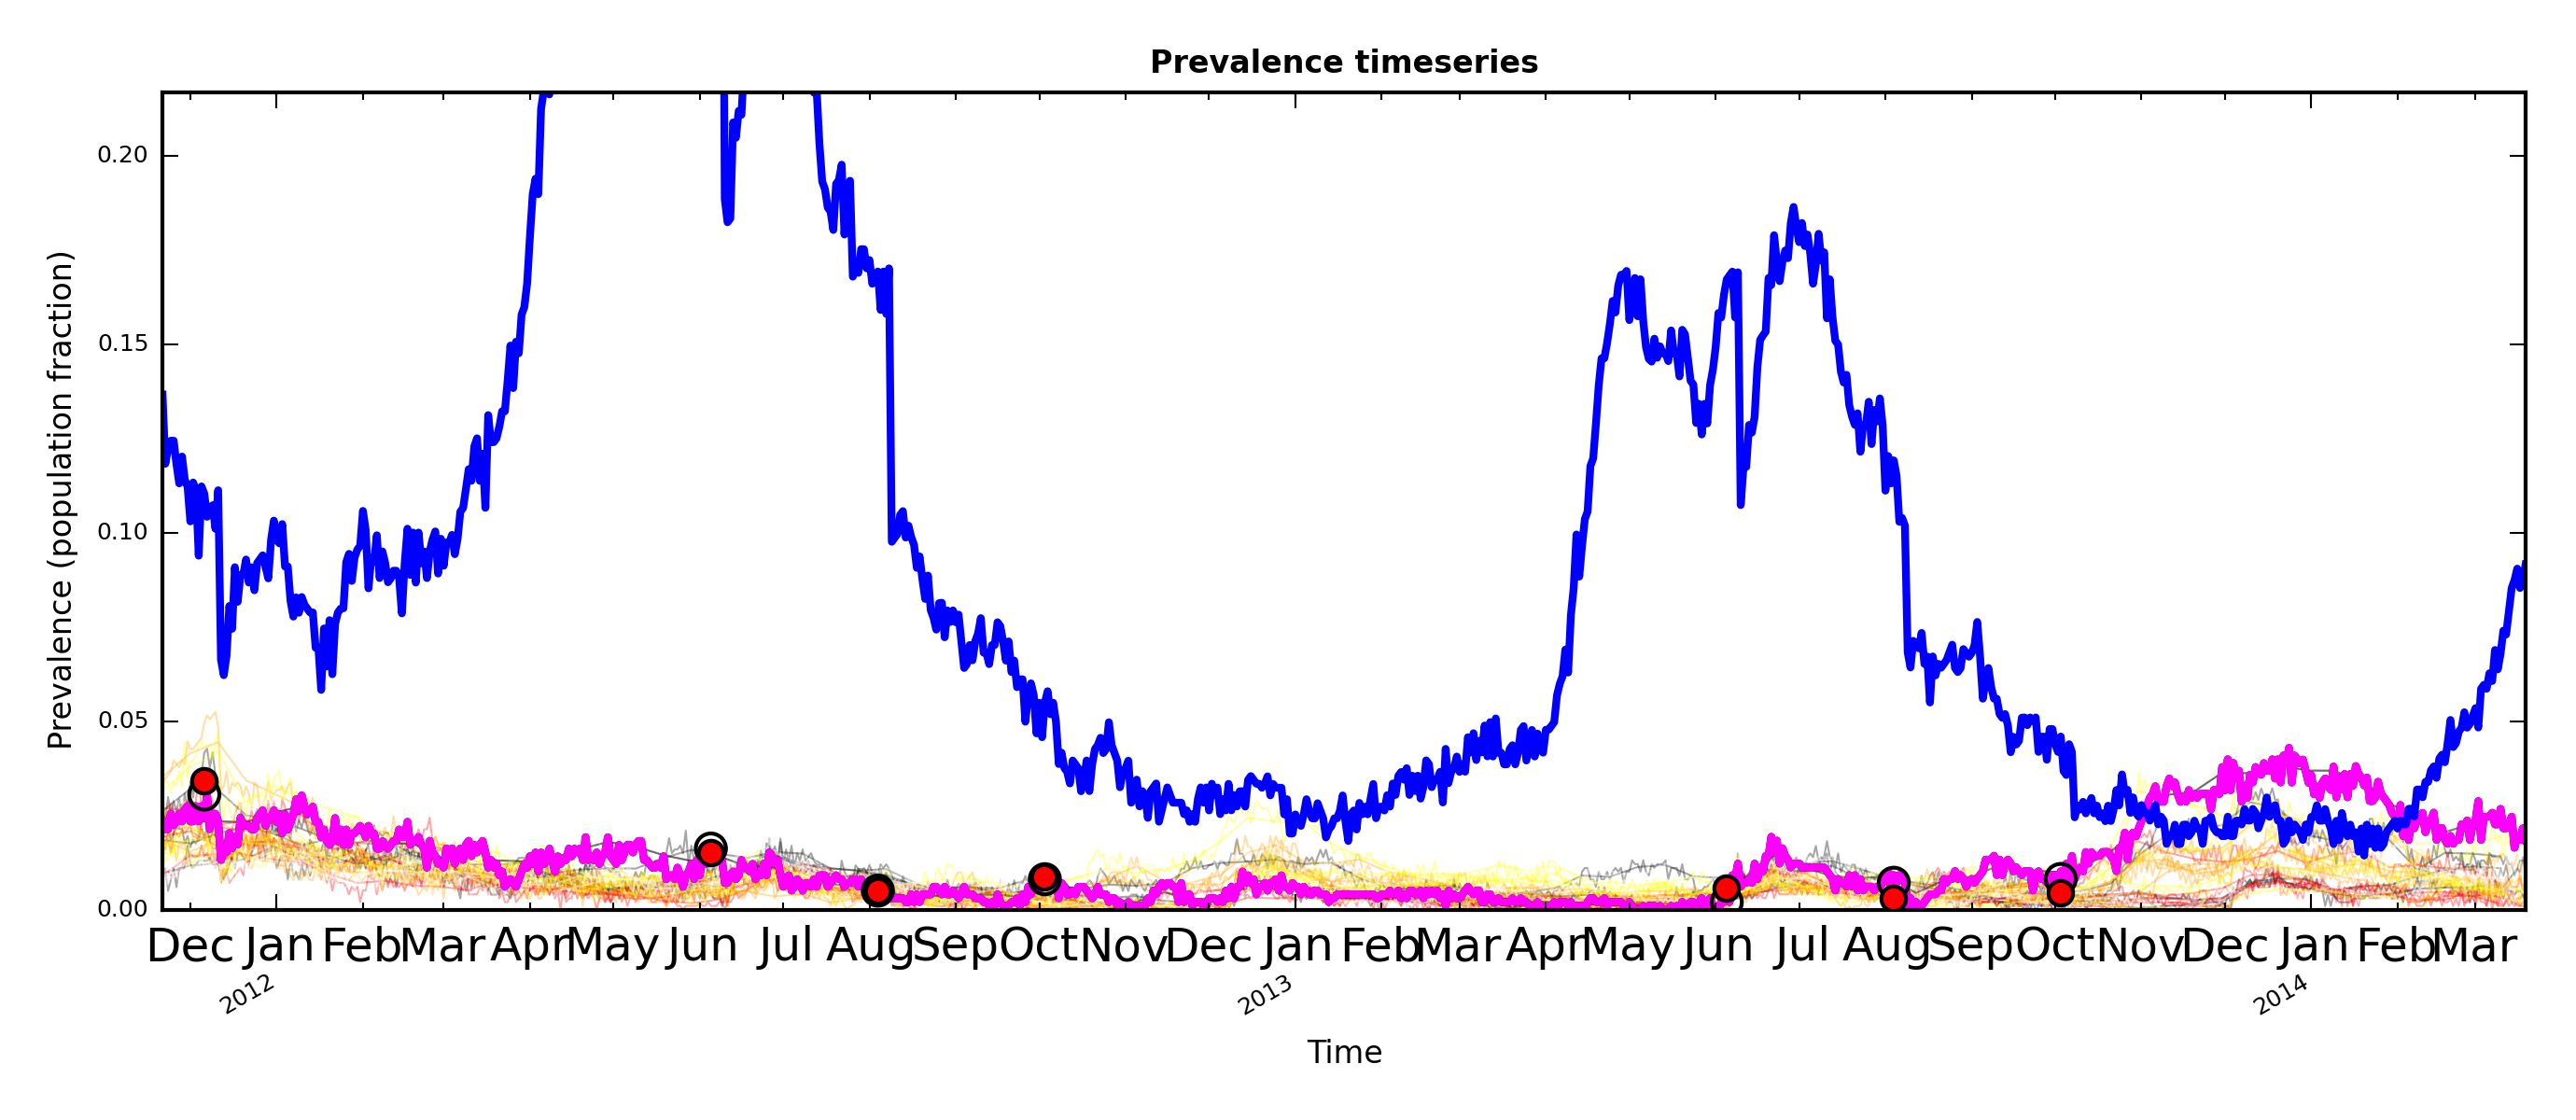 Prevalence timeseries
Prevalence (population fraction)
0.20
0.15
0.10
0.05
0.00
Dec Jan Feb Mar Apr May Jun Jul Aug Sep Oct Nov Dec Jan Feb Mar Apr May Jun Jul Aug Sep Oct Nov Dec Jan Feb Mar
2012 2013 2014
Time